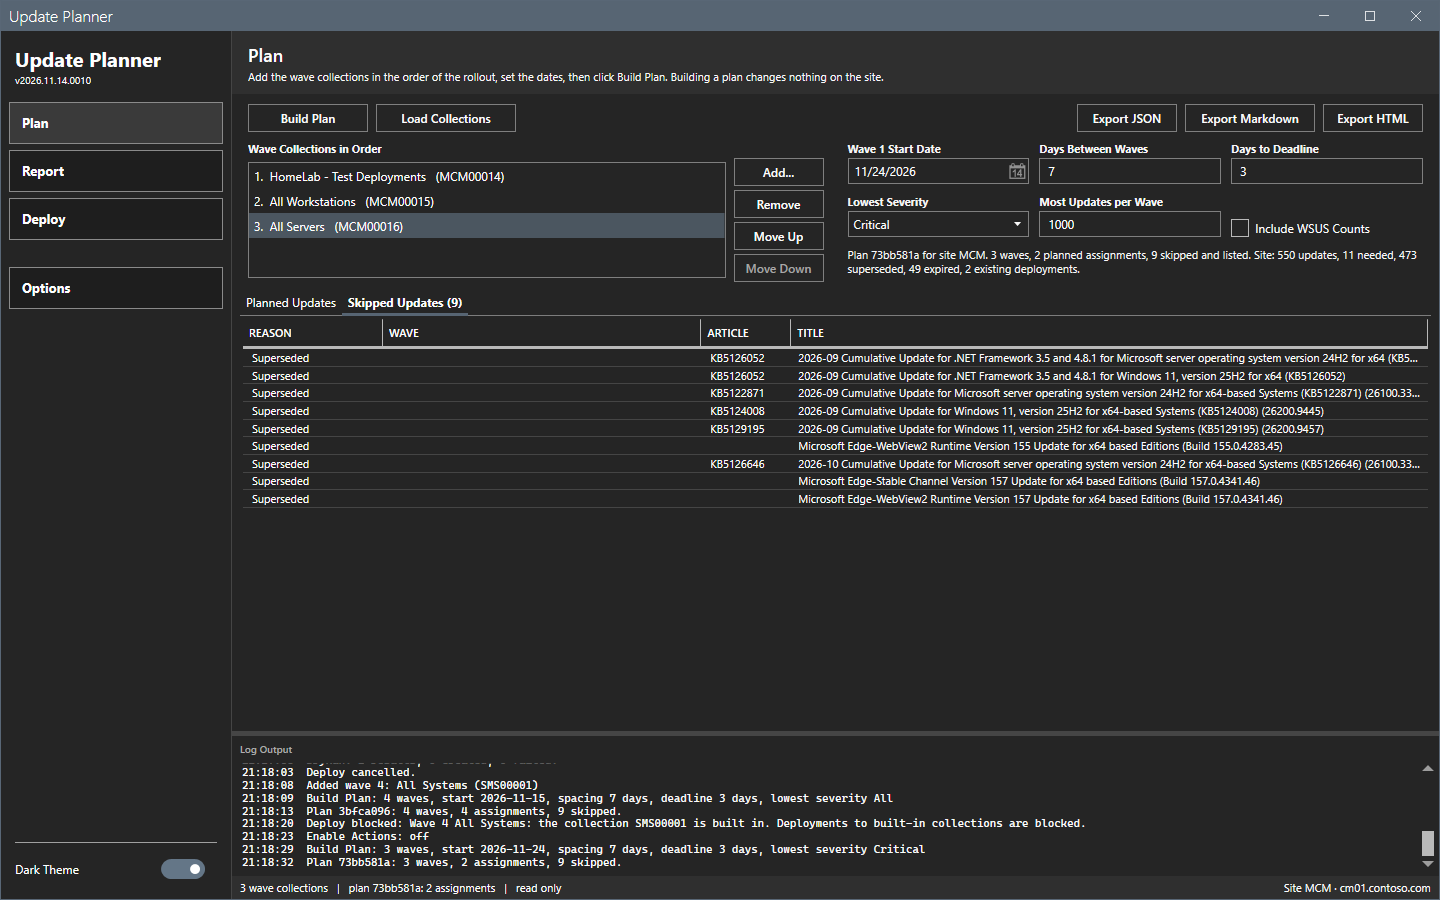 Update Planner
Update Planner
v2026.11.14.0010
Plan
Report
Deploy
Options
Dark Theme
Plan
Add the wave collections in the order of the rollout, set the dates, then click Build Plan. Building a plan changes nothing on the site.
Build Plan
Load Collections
Export JSON
Export Markdown
Export HTML
Wave Collections in Order
1. HomeLab - Test Deployments (MCM00014)
2. All Workstations (MCM00015)
3. All Servers (MCM00016)
Add...
Remove
Move Up
Move Down
Wave 1 Start Date
Days Between Waves
Days to Deadline
11/24/2026
14
7
3
Lowest Severity
Most Updates per Wave
Critical
1000
Include WSUS Counts
Plan 73bb581a for site MCM. 3 waves, 2 planned assignments, 9 skipped and listed. Site: 550 updates, 11 needed, 473
superseded, 49 expired, 2 existing deployments.
Planned Updates
Skipped Updates (9)
REASON WAVE ARTICLE TITLE
Superseded KB5126052 2026-09 Cumulative Update for .NET Framework 3.5 and 4.8.1 for Microsoft server operating system version 24H2 for x64 (KB5...
Superseded KB5126052 2026-09 Cumulative Update for .NET Framework 3.5 and 4.8.1 for Windows 11, version 25H2 for x64 (KB5126052)
Superseded KB5122871 2026-09 Cumulative Update for Microsoft server operating system version 24H2 for x64-based Systems (KB5122871) (26100.33...
Superseded KB5124008 2026-09 Cumulative Update for Windows 11, version 25H2 for x64-based Systems (KB5124008) (26200.9445)
Superseded KB5129195 2026-09 Cumulative Update for Windows 11, version 25H2 for x64-based Systems (KB5129195) (26200.9457)
Superseded Microsoft Edge-WebView2 Runtime Version 155 Update for x64 based Editions (Build 155.0.4283.45)
Superseded KB5126646 2026-10 Cumulative Update for Microsoft server operating system version 24H2 for x64-based Systems (KB5126646) (26100.33...
Superseded Microsoft Edge-Stable Channel Version 157 Update for x64 based Editions (Build 157.0.4341.46)
Superseded Microsoft Edge-WebView2 Runtime Version 157 Update for x64 based Editions (Build 157.0.4341.46)
Log Output
21:18:03 Deploy cancelled.
21:18:08 Added wave 4: All Systems (SMS00001)
21:18:09 Build Plan: 4 waves, start 2026-11-15, spacing 7 days, deadline 3 days, lowest severity All
21:18:13 Plan 3bfca096: 4 waves, 4 assignments, 9 skipped.
21:18:20 Deploy blocked: Wave 4 All Systems: the collection SMS00001 is built in. Deployments to built-in collections are blocked.
21:18:23 Enable Actions: off
21:18:29 Build Plan: 3 waves, start 2026-11-24, spacing 7 days, deadline 3 days, lowest severity Critical
21:18:32 Plan 73bb581a: 3 waves, 2 assignments, 9 skipped.
3 wave collections | plan 73bb581a: 2 assignments | read only
Site MCM · cm01.contoso.com